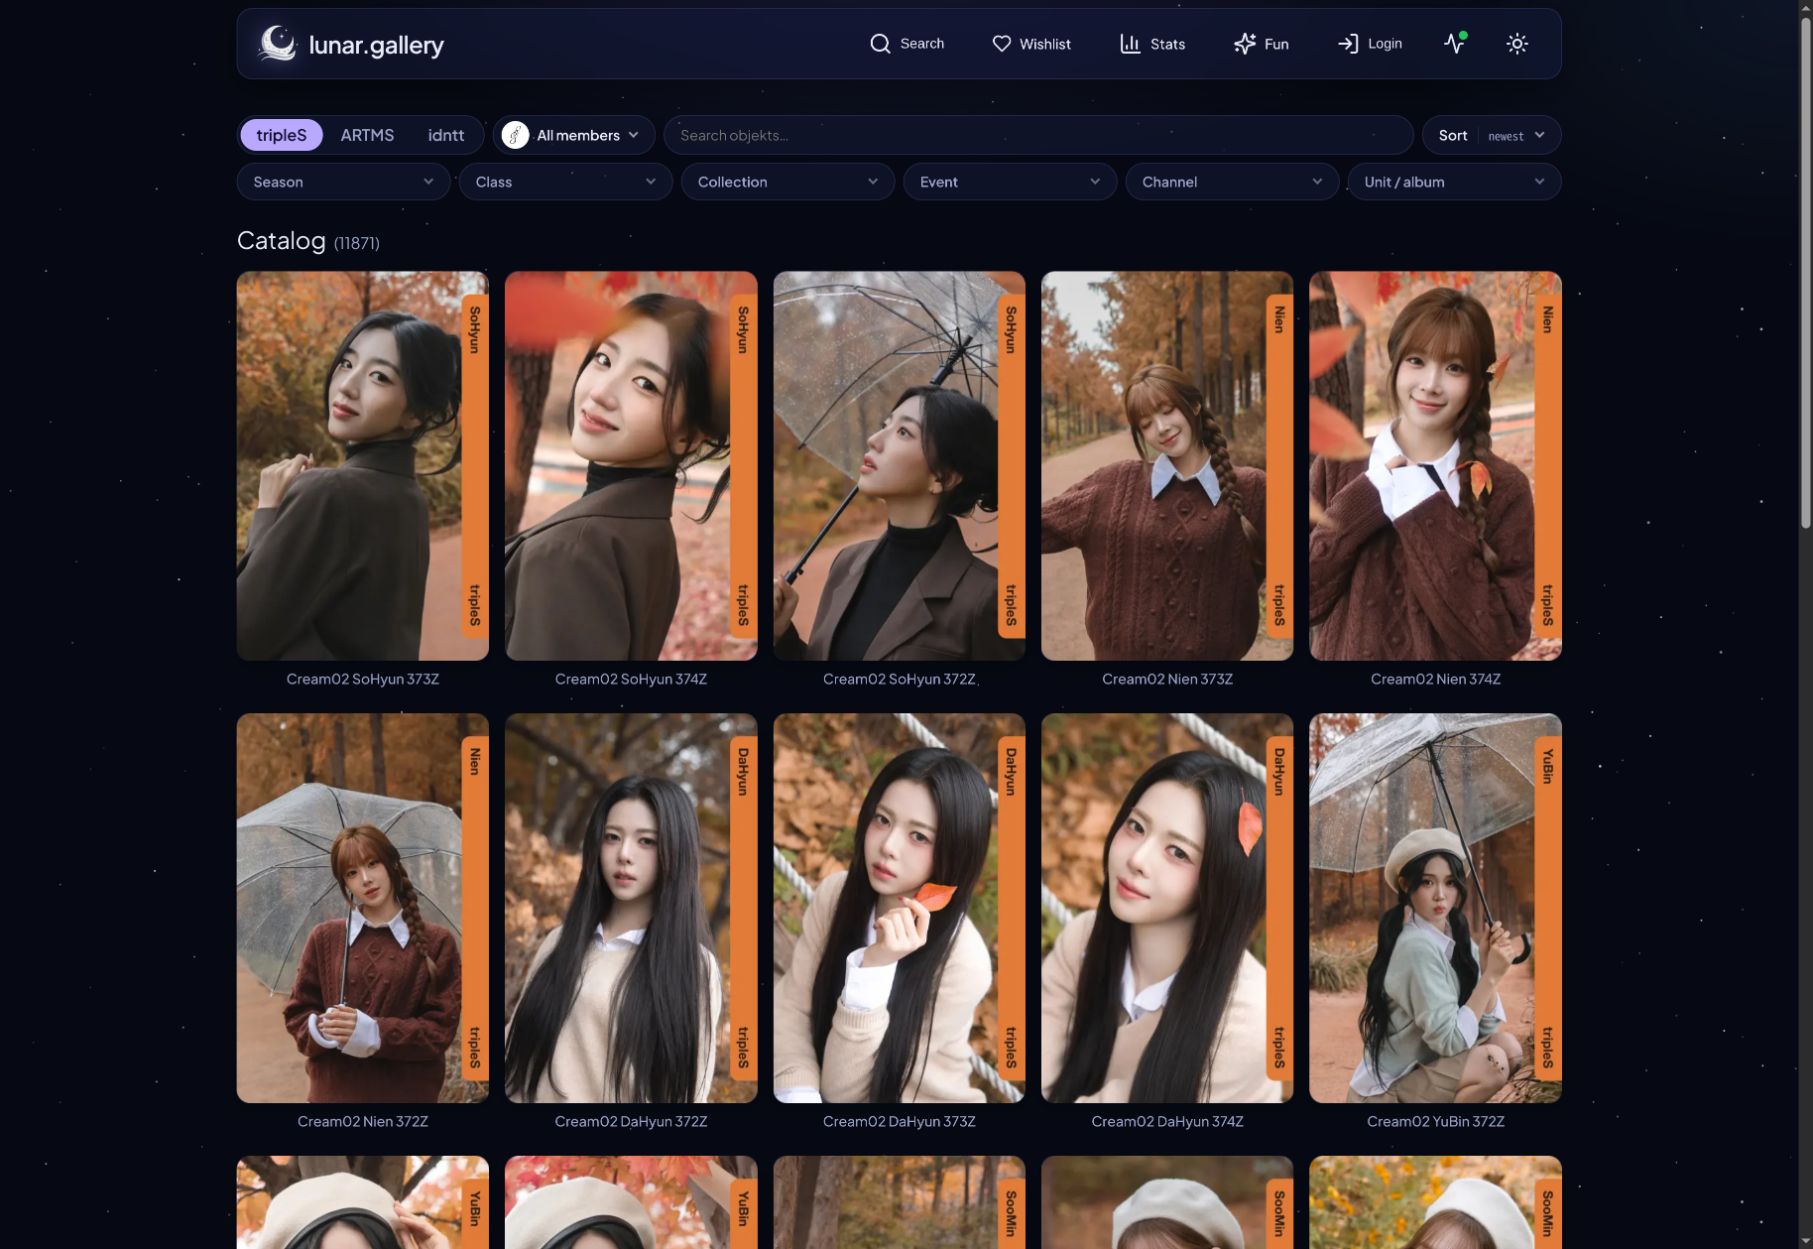 lunar.gallery
Search
Wishlist
Stats
Fun
Login
tripleS
ARTMS
idntt
All members
Search objekts...
Sort
newest
Season
Class
Collection
Event
Channel
Unit / album
Catalog (11871)
SoHyun
tripleS
SoHyun
tripleS
SoHyun
tripleS
Nien
tripleS
Nien
tripleS
Cream02 SoHyun 373Z
Cream02 SoHyun 374Z
Cream02 SoHyun 372Z
Cream02 Nien 373Z
Cream02 Nien 374Z
Nien
tripleS
DaHyun
tripleS
DaHyun
tripleS
DaHyun
tripleS
YuBin
tripleS
Cream02 Nien 372Z
Cream02 DaHyun 372Z
Cream02 DaHyun 373Z
Cream02 DaHyun 374Z
Cream02 YuBin 372Z
YuBin
YuBin
SooMin
SooMin
SooMin